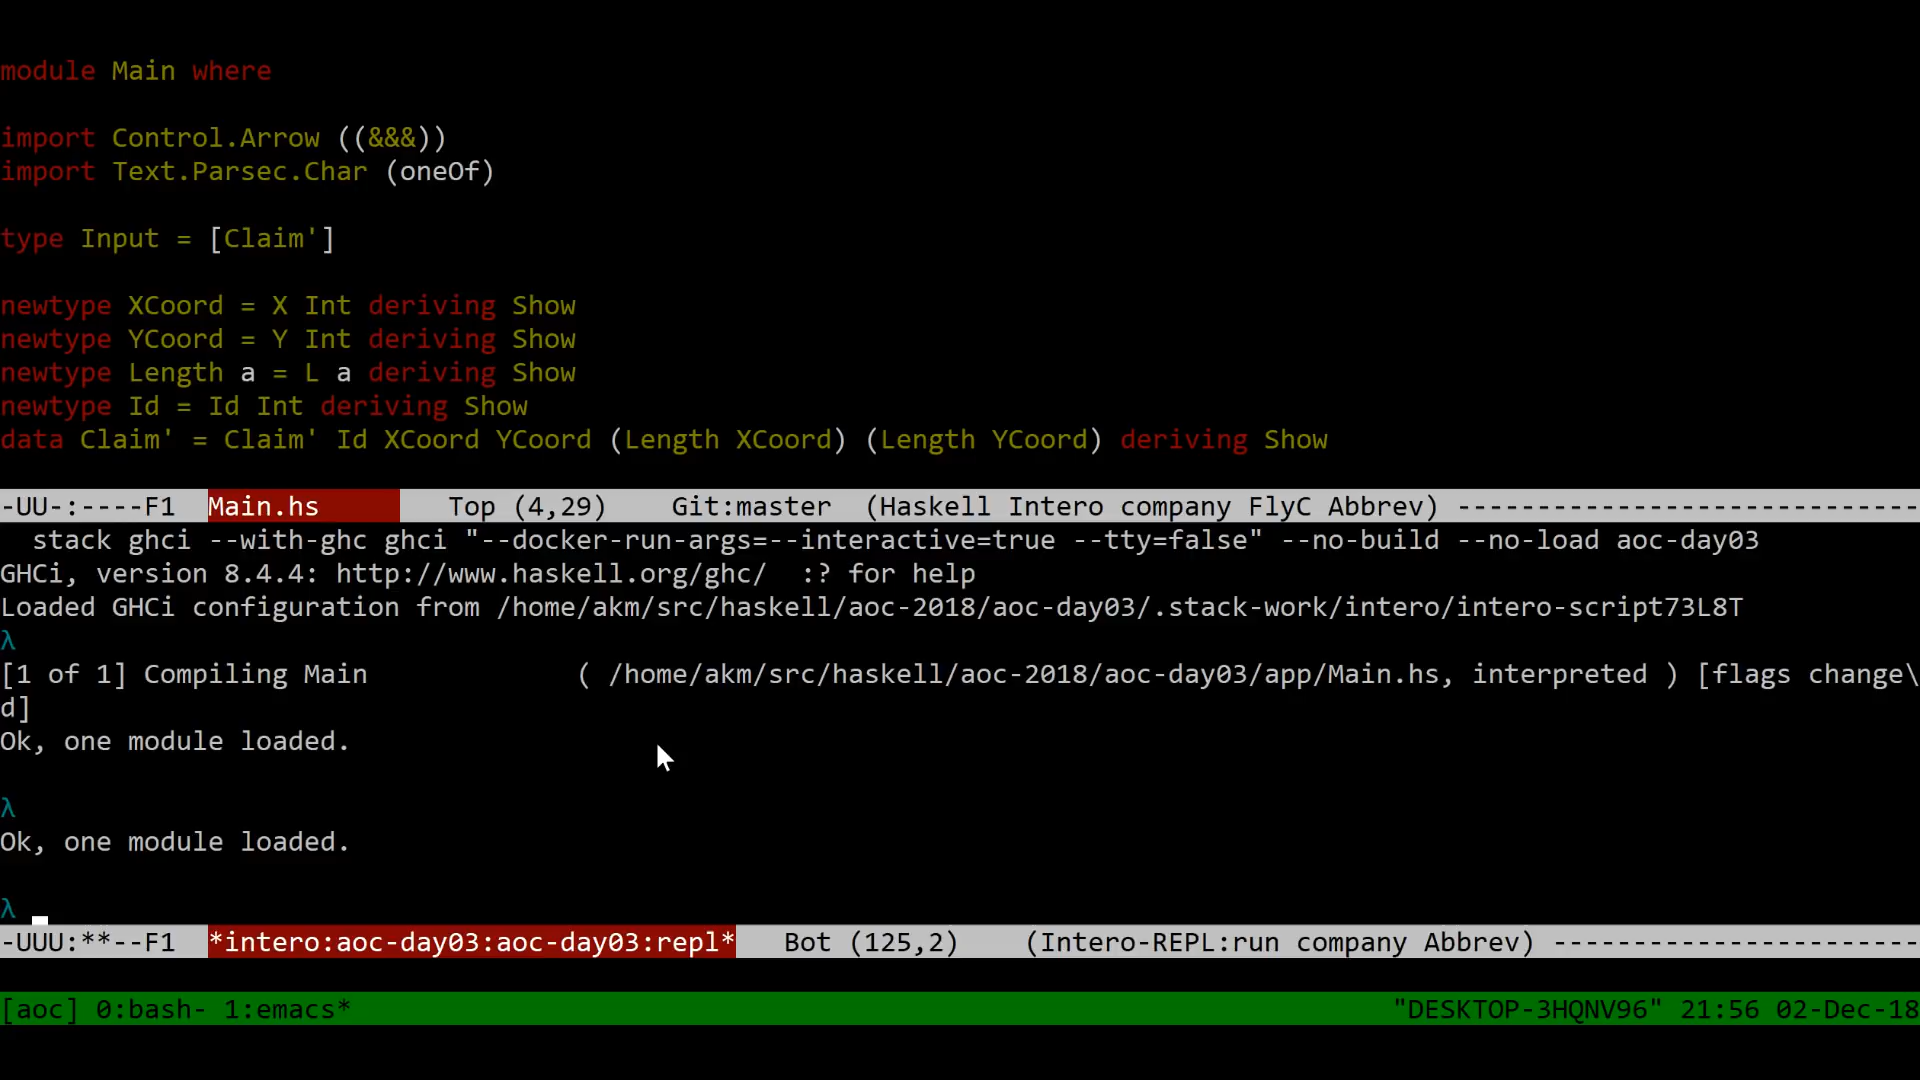 module Main where
import Control.Arrow ((&&&))
import Text.Parsec.Char (oneOf)
type Input = [Claim']
newtype XCoord = X Int deriving Show
newtype YCoord = Y Int deriving Show
newtype Length a = L a deriving Show
newtype Id = Id Int deriving Show
data Claim' = Claim' Id XCoord YCoord (Length XCoord) (Length YCoord) deriving Show
-UU-:----F1  Main.hs        Top (4,29)    Git:master  (Haskell Intero company FlyC Abbrev) -----------------------------
  stack ghci --with-ghc ghci "--docker-run-args=--interactive=true --tty=false" --no-build --no-load aoc-day03
GHCi, version 8.4.4: http://www.haskell.org/ghc/  :? for help
Loaded GHCi configuration from /home/akm/src/haskell/aoc-2018/aoc-day03/.stack-work/intero/intero-script73L8T
λ
[1 of 1] Compiling Main             ( /home/akm/src/haskell/aoc-2018/aoc-day03/app/Main.hs, interpreted ) [flags change\
d]
Ok, one module loaded.
λ
Ok, one module loaded.
λ
-UUU:**--F1  *intero:aoc-day03:aoc-day03:repl*   Bot (125,2)    (Intero-REPL:run company Abbrev) -----------------------
[aoc] 0:bash- 1:emacs*                                                                 "DESKTOP-3HQNV96" 21:56 02-Dec-18